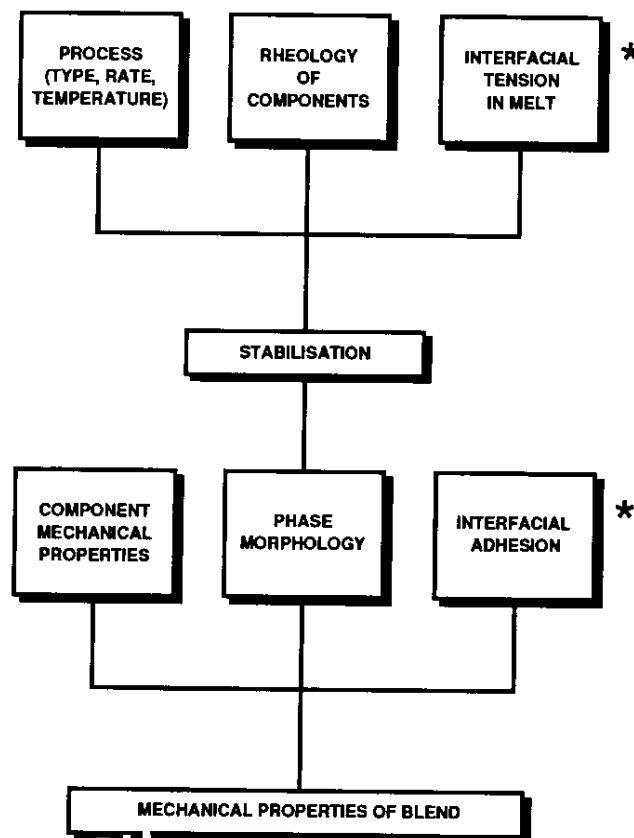 PROCESS
(TYPE, RATE,
TEMPERATURE)
RHEOLOGY
OF
COMPONENTS
INTERFACIAL
TENSION
IN MELT
*
STABILISATION
COMPONENT
MECHANICAL
PROPERTIES
PHASE
MORPHOLOGY
INTERFACIAL
ADHESION
*
MECHANICAL PROPERTIES OF BLEND